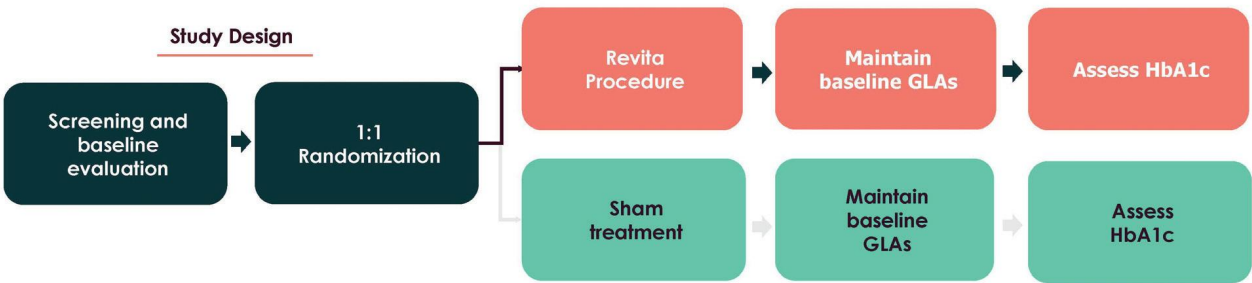 Study Design
Screening and
baseline
evaluation
1:1
Randomization
Revita
Procedure
Maintain
baseline GLAs
Assess HbA1c
Sham
treatment
Maintain
baseline
GLAs
Assess
HbA1c